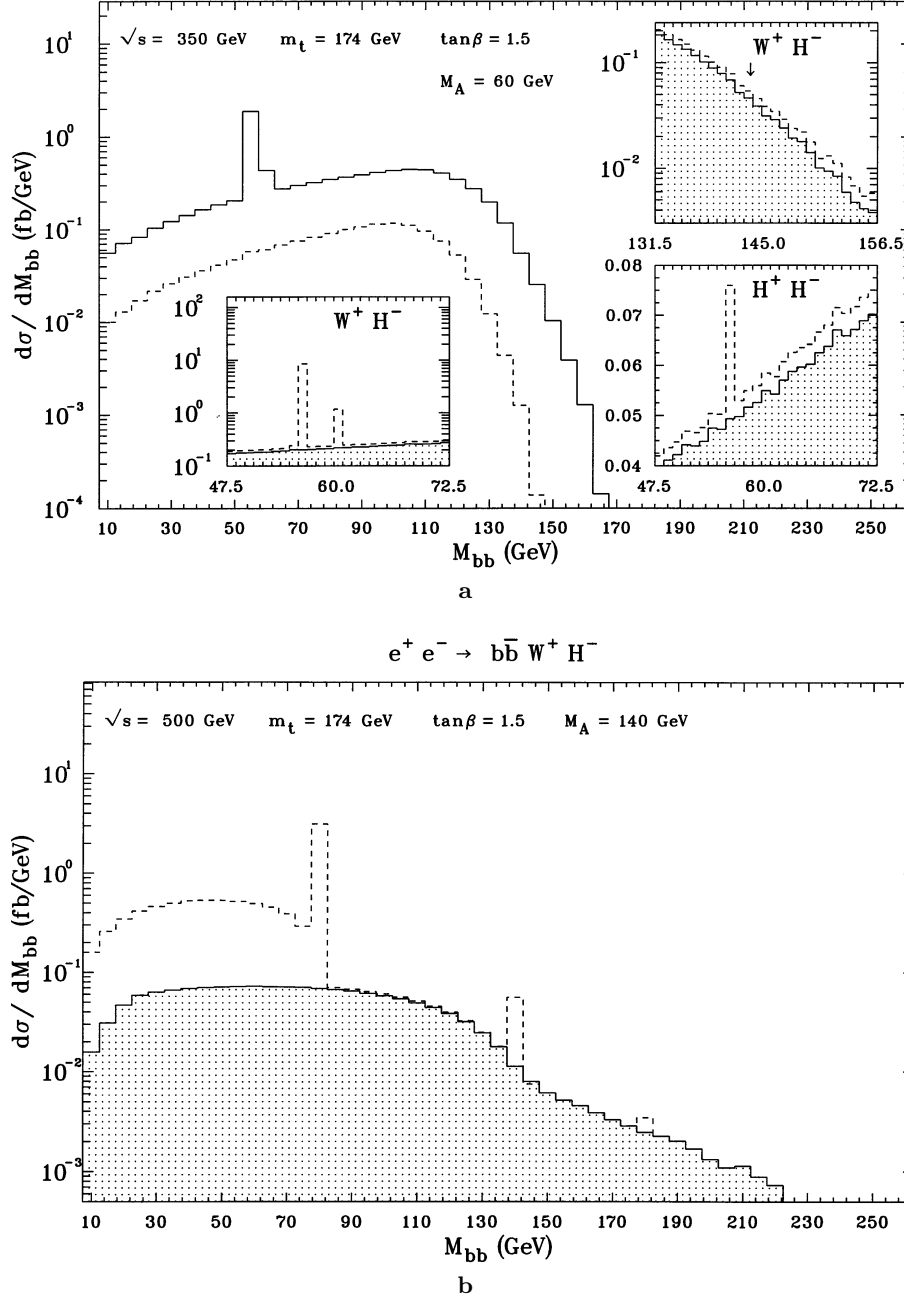 √s = 350 GeV m_t = 174 GeV tanβ = 1.5
M_A = 60 GeV
dσ/ dM_bb (fb/GeV)
10^1
10^0
10^-1
10^-2
10^-3
10^-4
W^+ H^-
10^-1
10^-2
131.5 145.0 156.5
H^+ H^-
0.08
0.07
0.06
0.05
0.04
47.5 60.0 72.5
W^+ H^-
10^2
10^1
10^0
10^-1
47.5 60.0 72.5
10 30 50 70 90 110 130 150 170 190 210 230 250
M_bb (GeV)
a
e^+ e^- → bb̄ W^+ H^-
√s = 500 GeV m_t = 174 GeV tanβ = 1.5 M_A = 140 GeV
dσ/ dM_bb (fb/GeV)
10^1
10^0
10^-1
10^-2
10^-3
10 30 50 70 90 110 130 150 170 190 210 230 250
M_bb (GeV)
b